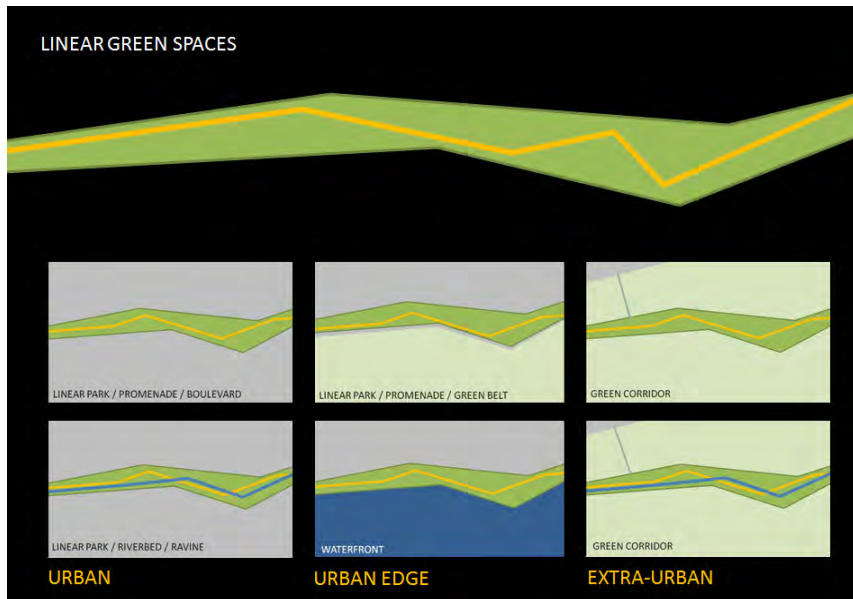 LINEAR GREEN SPACES
LINEAR PARK / PROMENADE / BOULEVARD
LINEAR PARK / PROMENADE / GREEN BELT
GREEN CORRIDOR
LINEAR PARK / RIVERBED / RAVINE
WATERFRONT
GREEN CORRIDOR
URBAN
URBAN EDGE
EXTRA-URBAN